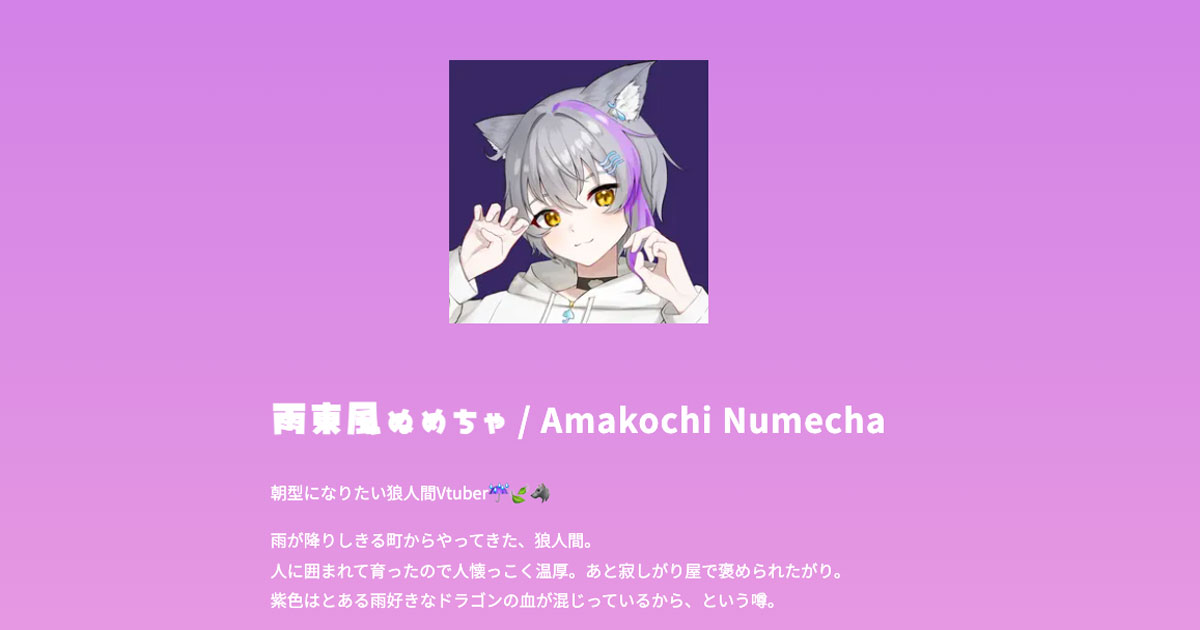 雨東風ぬめちゃ / Amakochi Numecha
朝型になりたい狼人間Vtuber☔🍃🐺
雨が降りしきる町からやってきた、狼人間。
人に囲まれて育ったので人懐っこく温厚。あと寂しがり屋で褒められたがり。
紫色はとある雨好きなドラゴンの血が混じっているから、という噂。